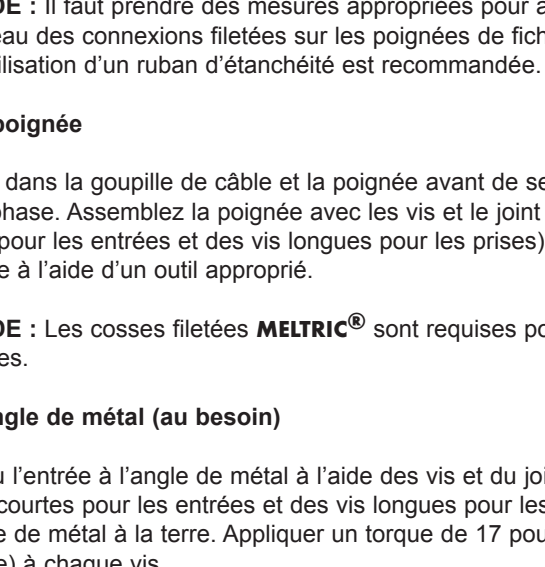 DE : Il faut prendre des mesures appropriées pour
eau des connexions filetées sur les poignées de fich
ilisation d’un ruban d’étanchéité est recommandée.
poignée
dans la goupille de câble et la poignée avant de se
phase. Assemblez la poignée avec les vis et le joint
pour les entrées et des vis longues pour les prises)
e à l’aide d’un outil approprié.
DE : Les cosses filetées MELTRIC® sont requises po
es.
ngle de métal (au besoin)
u l’entrée à l’angle de métal à l’aide des vis et du joi
courtes pour les entrées et des vis longues pour les
e de métal à la terre. Appliquer un torque de 17 pou
e) à chaque vis.